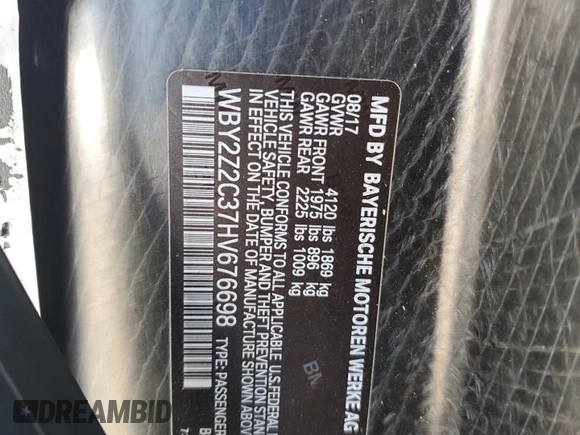 MFD BY BAYERISCHE MOTOREN WERKE AG
08/17
GVWR 4120 lbs 1869 kg
GAWR FRONT 1975 lbs 896 kg
GAWR REAR 2225 lbs 1009 kg
THIS VEHICLE CONFORMS TO ALL APPLICABLE U.S. FEDERAL
VEHICLE SAFETY, BUMPER AND THEFT PREVENTION STAN
IN EFFECT ON THE DATE OF MANUFACTURE SHOWN ABOV
WBY2Z2C37HV676698 TYPE: PASSENGER
DREAMBID